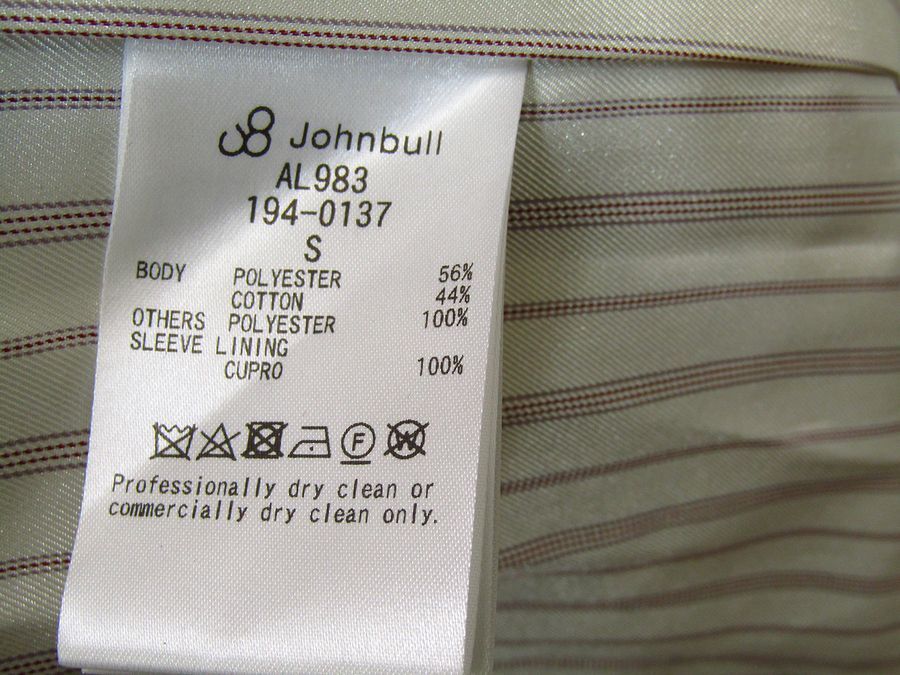 Johnbull
AL983
194-0137
S
BODY POLYESTER 56%
COTTON 44%
OTHERS POLYESTER 100%
SLEEVE LINING
CUPRO 100%
F W
Professionally dry clean or
commercially dry clean only.